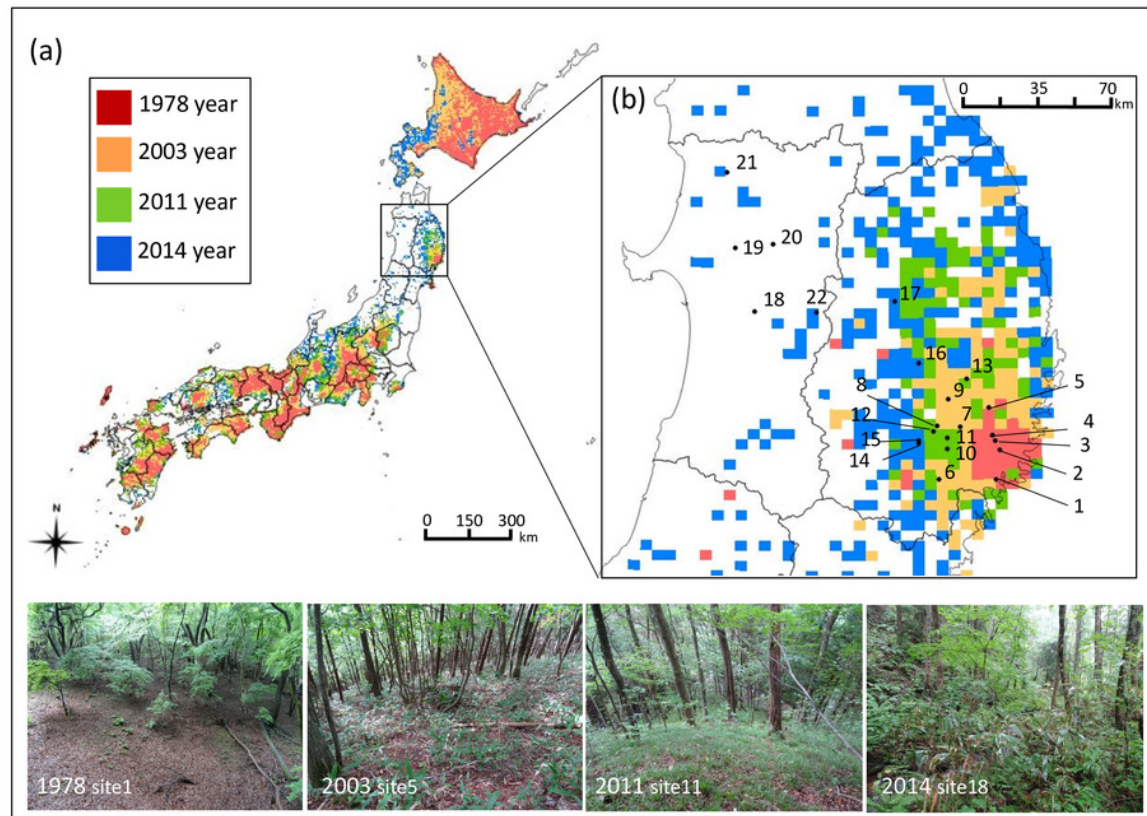 (a)
1978 year
2003 year
2011 year
2014 year
N
0 150 300
km
(b)
0 35 70
km
21
19 20
18 22 17
16 13
8 9 5
12 7 4
15 11 3
14 10 2
6 1
1978 site1
2003 site5
2011 site11
2014 site18